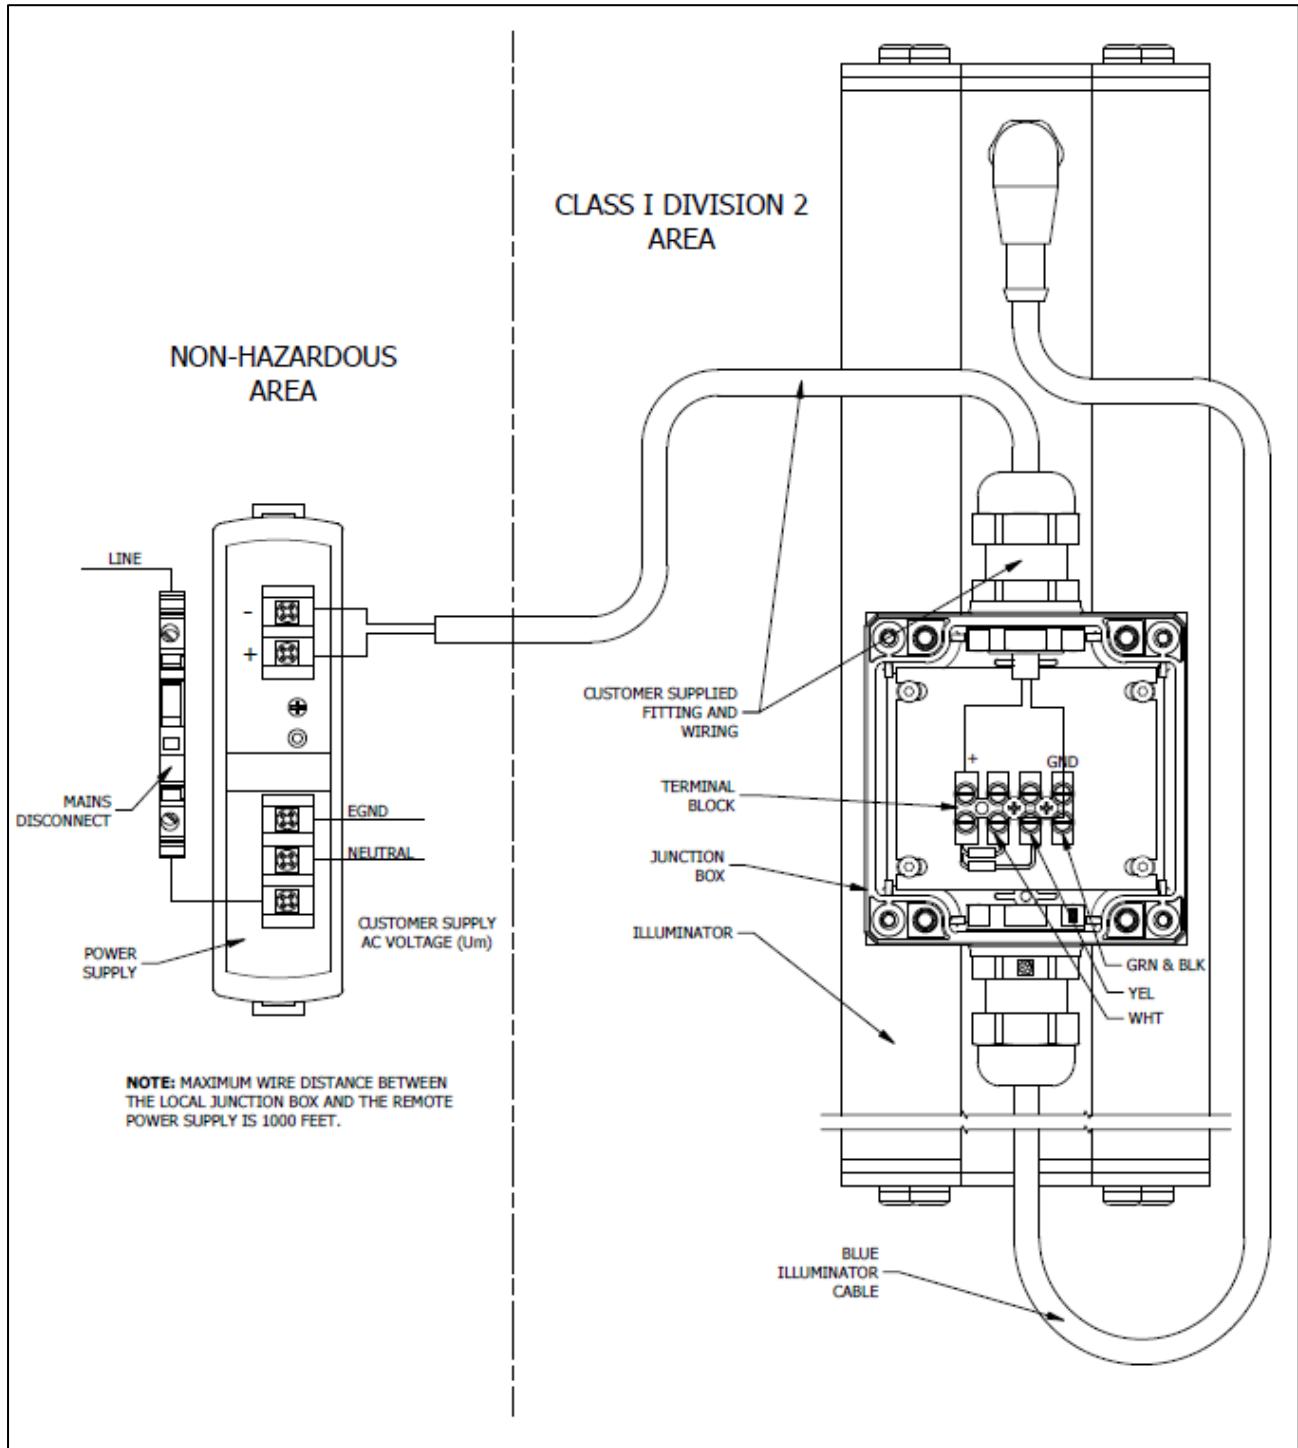 CLASS I DIVISION 2
AREA
NON-HAZARDOUS
AREA
LINE
-
+
MAINS
DISCONNECT
EGND
NEUTRAL
CUSTOMER SUPPLY
AC VOLTAGE (Um)
POWER
SUPPLY
NOTE: MAXIMUM WIRE DISTANCE BETWEEN
THE LOCAL JUNCTION BOX AND THE REMOTE
POWER SUPPLY IS 1000 FEET.
CUSTOMER SUPPLIED
FITTING AND
WIRING
+
GND
TERMINAL
BLOCK
JUNCTION
BOX
ILLUMINATOR
GRN & BLK
YEL
WHT
BLUE
ILLUMINATOR
CABLE